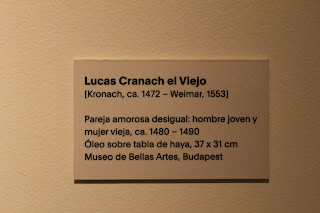 Lucas Cranach el Viejo
[Kronach, ca. 1472 – Weimar, 1553]
Pareja amorosa desigual: hombre joven y
mujer vieja, ca. 1480 – 1490
Óleo sobre tabla de haya, 37 x 31 cm
Museo de Bellas Artes, Budapest